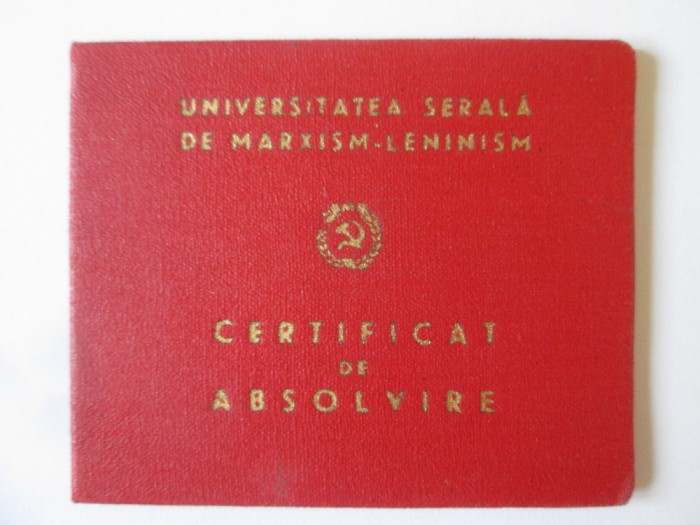 UNIVERSITATEA SERALĂ
DE MARXISM-LENINISM
CERTIFICAT
DE
ABSOLVIRE